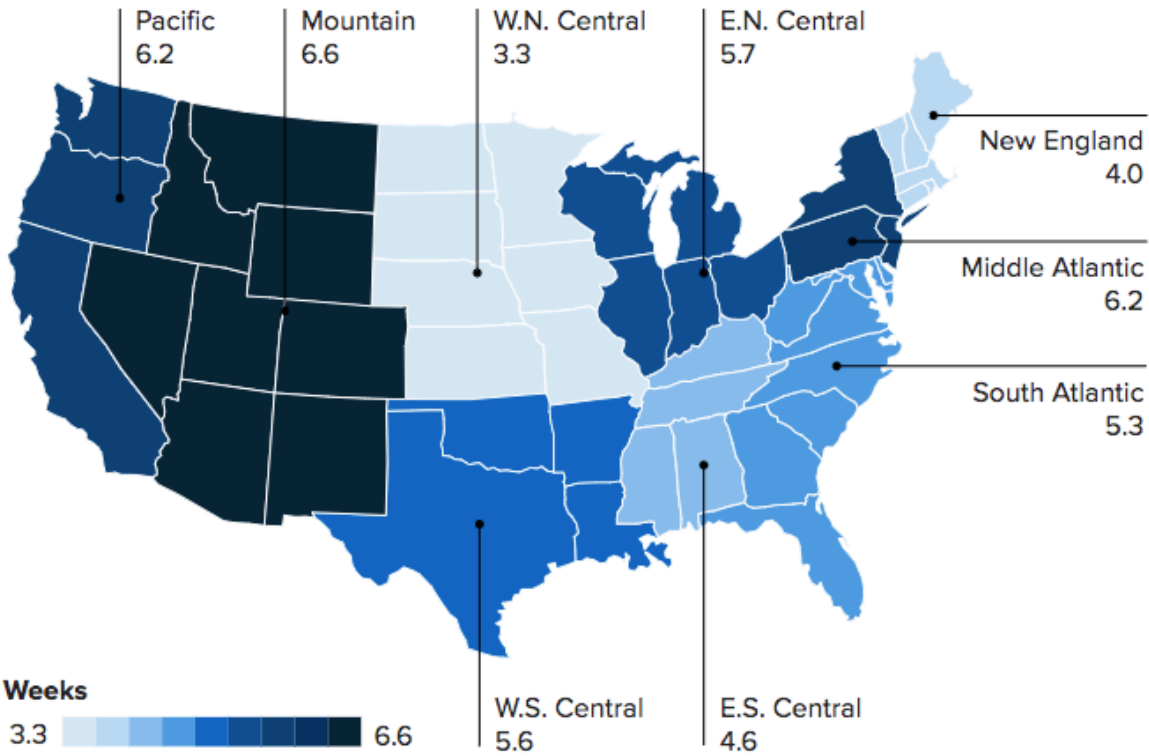 Pacific
6.2
Mountain
6.6
W.N. Central
3.3
E.N. Central
5.7
New England
4.0
Middle Atlantic
6.2
South Atlantic
5.3
Weeks
3.3
6.6
W.S. Central
5.6
E.S. Central
4.6